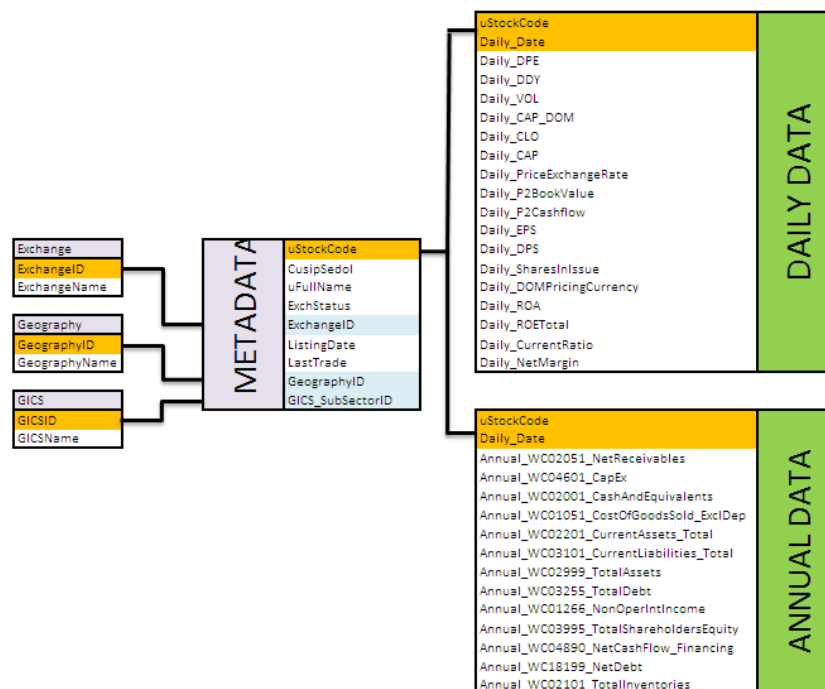 Exchange
ExchangeID
ExchangeName
Geography
GeographyID
GeographyName
GICS
GICSID
GICSName
METADATA
uStockCode
CusipSedol
uFullName
ExchStatus
ExchangeID
ListingDate
LastTrade
GeographyID
GICS_SubSectorID
uStockCode
Daily_Date
Daily_DPE
Daily_DDY
Daily_VOL
Daily_CAP_DOM
Daily_CLO
Daily_CAP
Daily_PriceExchangeRate
Daily_P2BookValue
Daily_P2Cashflow
Daily_EPS
Daily_DPS
Daily_SharesInIssue
Daily_DOMPricingCurrency
Daily_ROA
Daily_ROETotal
Daily_CurrentRatio
Daily_NetMargin
DAILY DATA
uStockCode
Daily_Date
Annual_WC02051_NetReceivables
Annual_WC04601_CapEx
Annual_WC02001_CashAndEquivalents
Annual_WC01051_CostOfGoodsSold_ExclDep
Annual_WC02201_CurrentAssets_Total
Annual_WC03101_CurrentLiabilities_Total
Annual_WC02999_TotalAssets
Annual_WC03255_TotalDebt
Annual_WC01266_NonOperIntIncome
Annual_WC03995_TotalShareholdersEquity
Annual_WC04890_NetCashFlow_Financing
Annual_WC18199_NetDebt
Annual_WC02101_TotalInventories
ANNUAL DATA